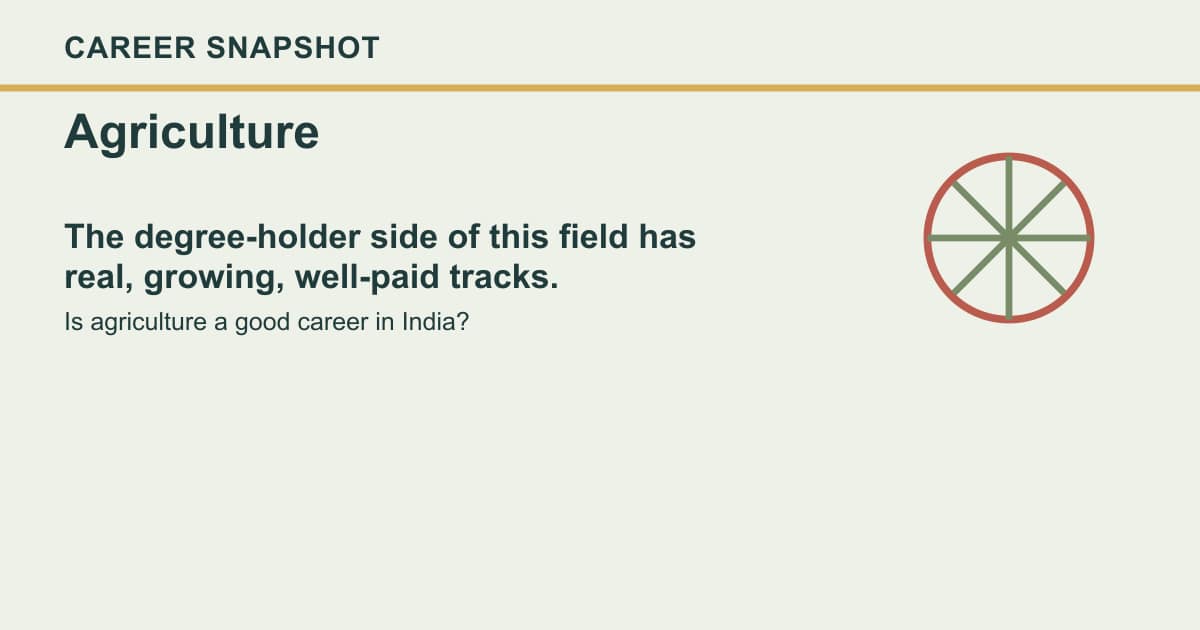 CAREER SNAPSHOT
Agriculture
The degree-holder side of this field has
real, growing, well-paid tracks.
Is agriculture a good career in India?